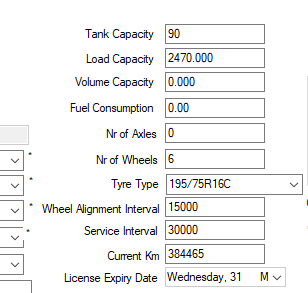 Tank Capacity 90
Load Capacity 2470.000
Volume Capacity 0.000
Fuel Consumption 0.00
Nr of Axles 0
* Nr of Wheels 6
* Tyre Type 195/75R16C
* Wheel Alignment Interval 15000
* Service Interval 30000
Current Km 384465
License Expiry Date Wednesday, 31 M